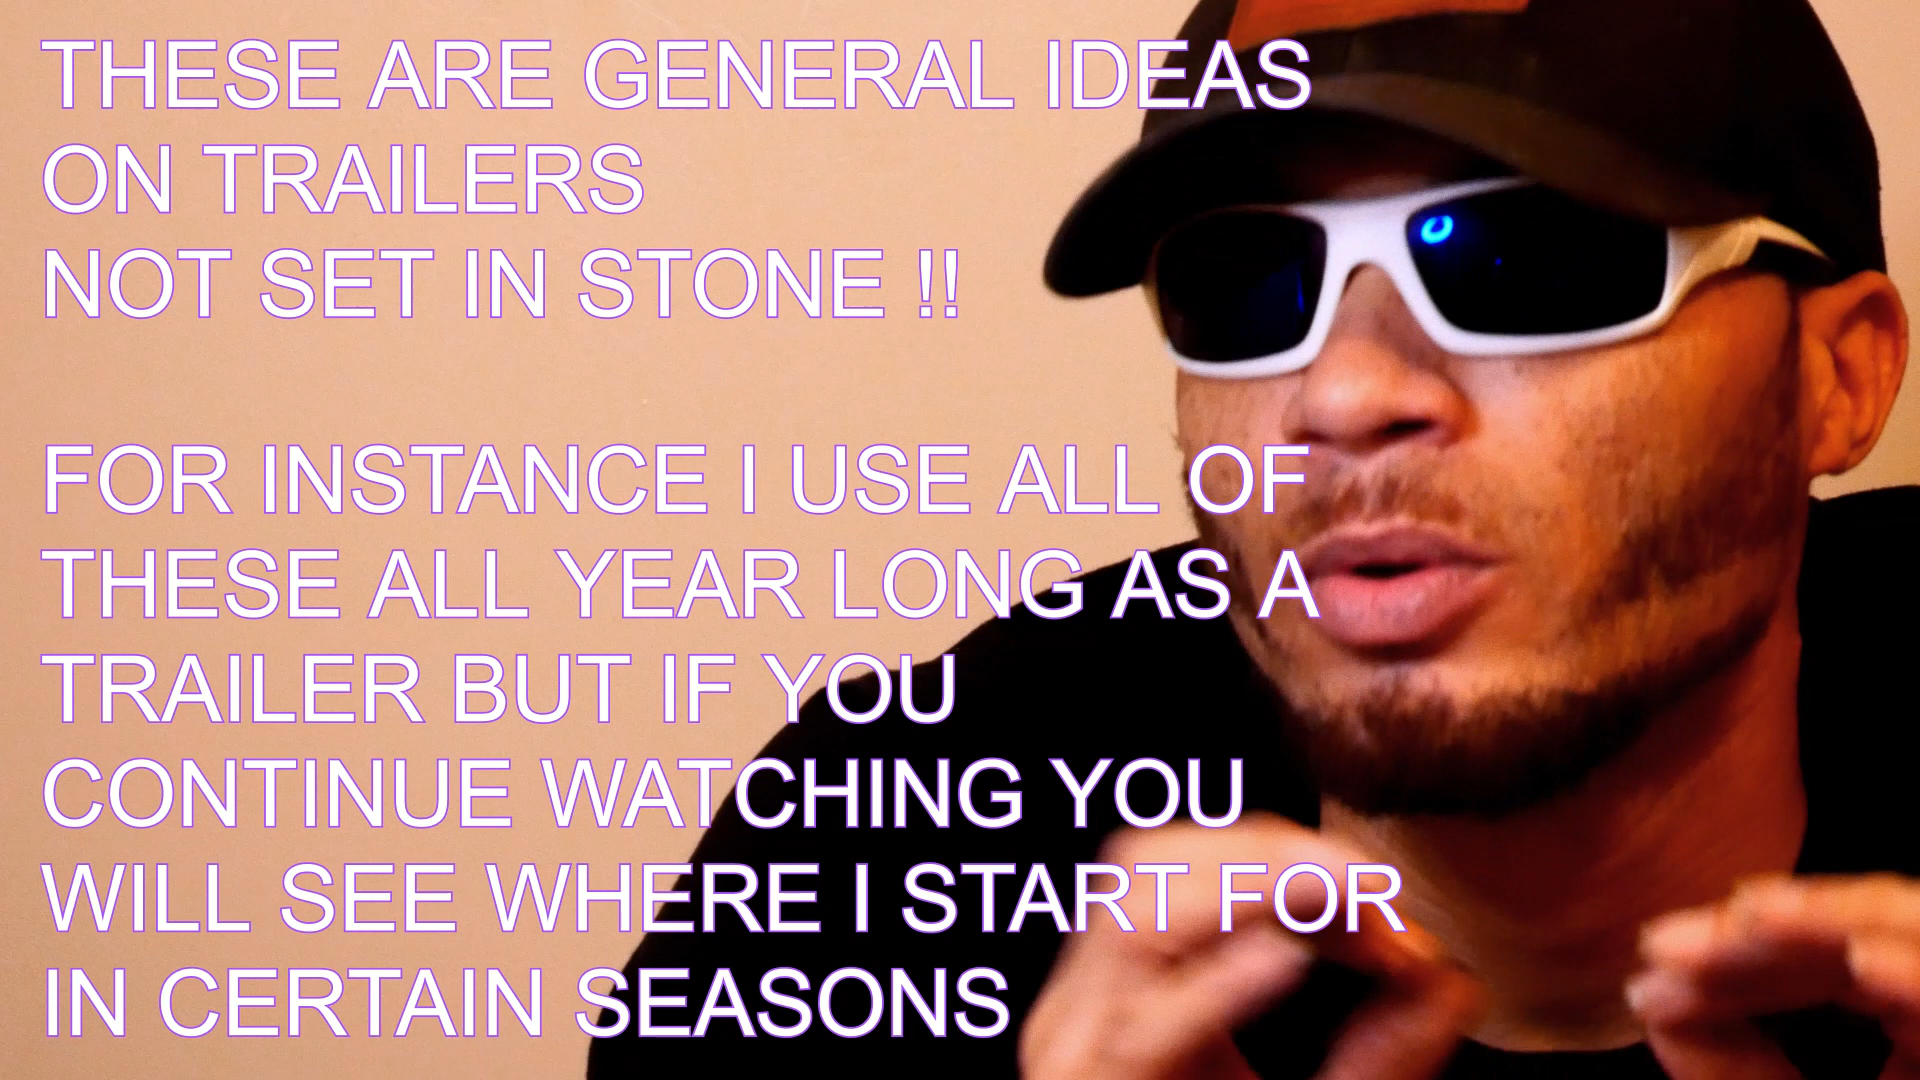 THESE ARE GENERAL IDEAS
ON TRAILERS
NOT SET IN STONE !!
FOR INSTANCE I USE ALL OF
THESE ALL YEAR LONG AS A
TRAILER BUT IF YOU
CONTINUE WATCHING YOU
WILL SEE WHERE I START FOR
IN CERTAIN SEASONS